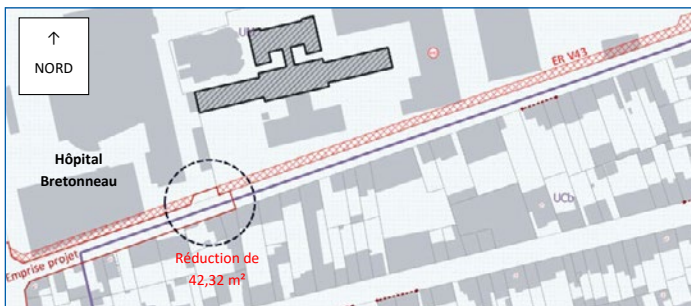 ↑
NORD
ER V43
Hôpital
Bretonneau
UCb
Emprise projet
Réduction de
42,32 m²